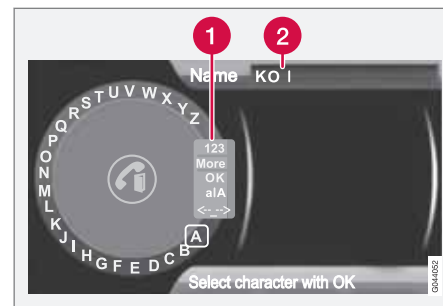 1 2
Name KO I
Z Y X W V U T S R Q P O N M L K J I H G F E D C B A
123
More
OK
a|A
<--_-->
Select character with OK
G044052